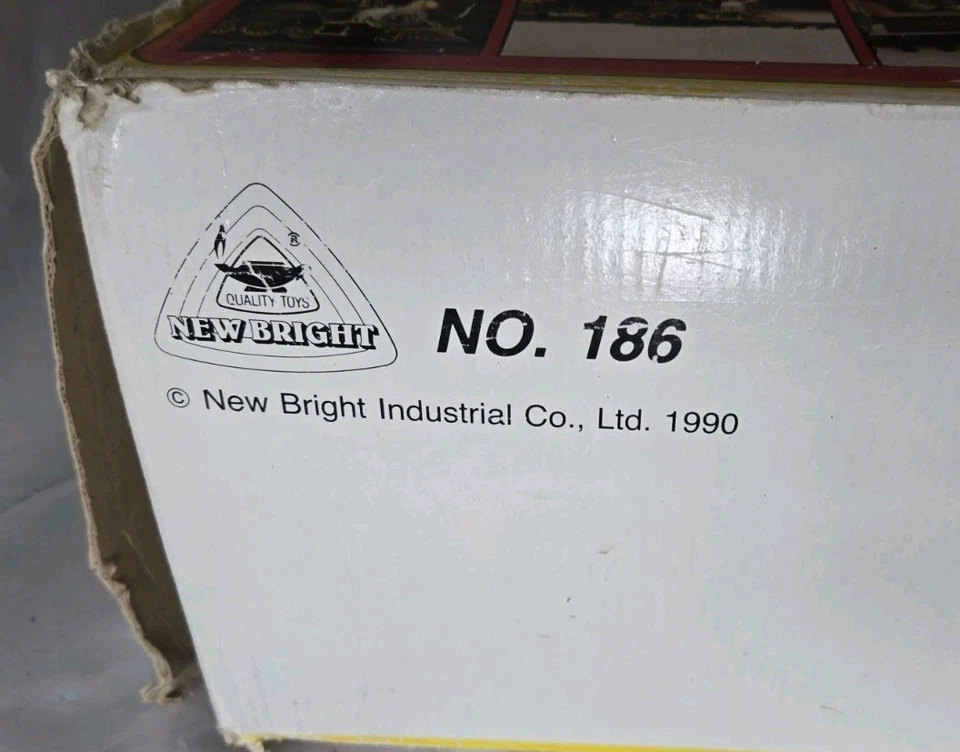 ®
QUALITY TOYS
NEW BRIGHT
NO. 186
© New Bright Industrial Co., Ltd. 1990